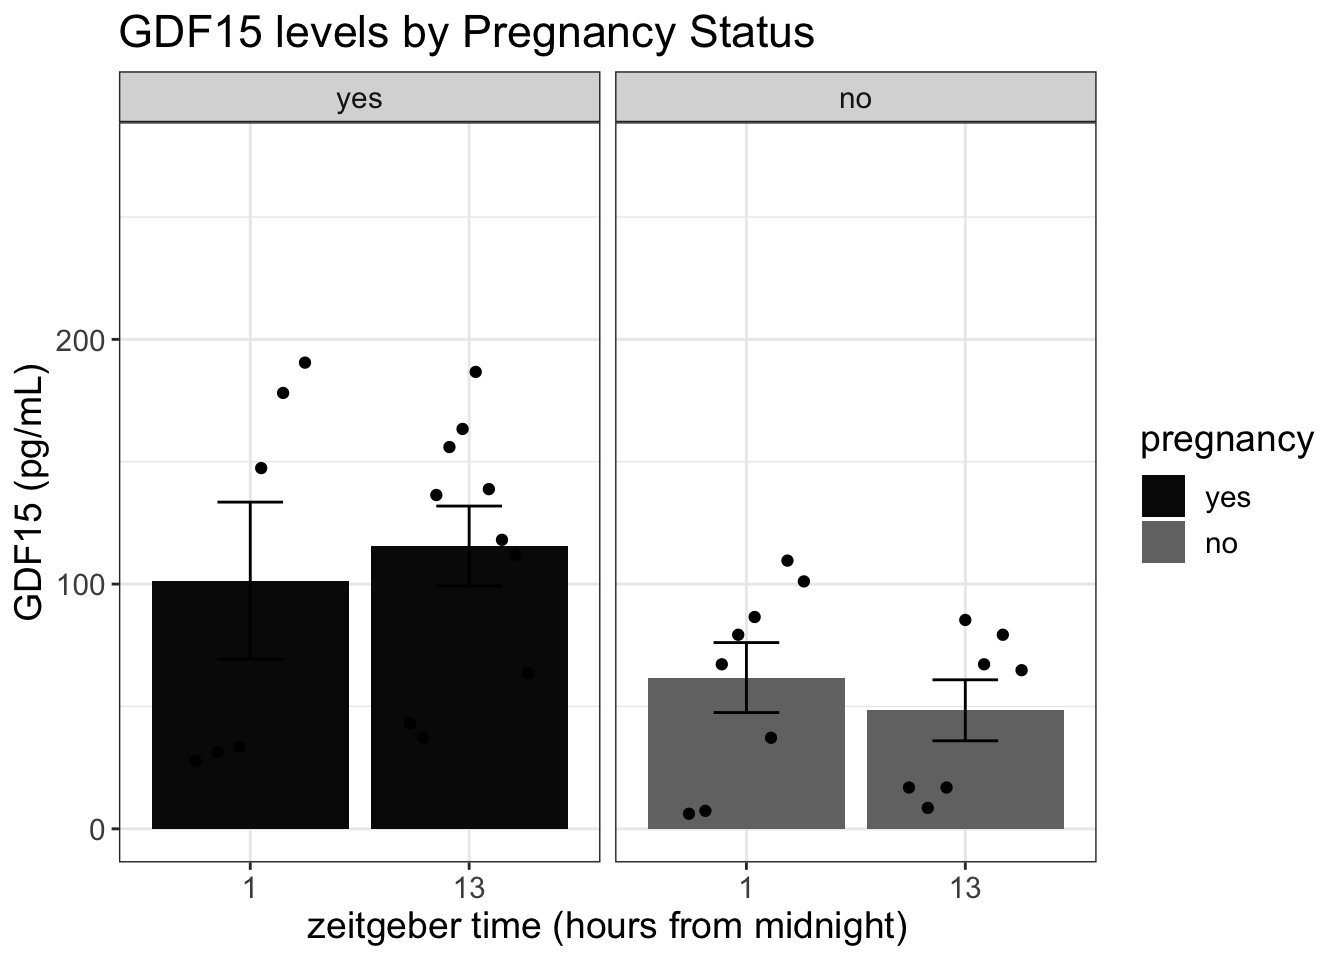 GDF15 levels by Pregnancy Status
yes
no
200
100
0
GDF15 (pg/mL)
1
13
1
13
zeitgeber time (hours from midnight)
pregnancy
yes
no